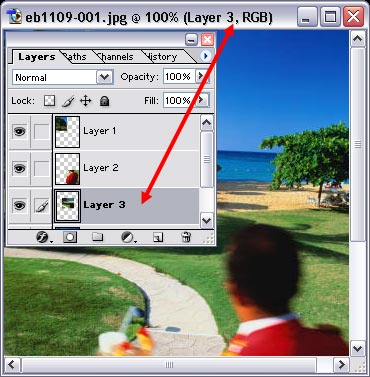 eb1109-001.jpg @ 100% (Layer 3, RGB)
Layers Paths Channels History
Normal Opacity: 100%
Lock: Fill: 100%
Layer 1
Layer 2
Layer 3